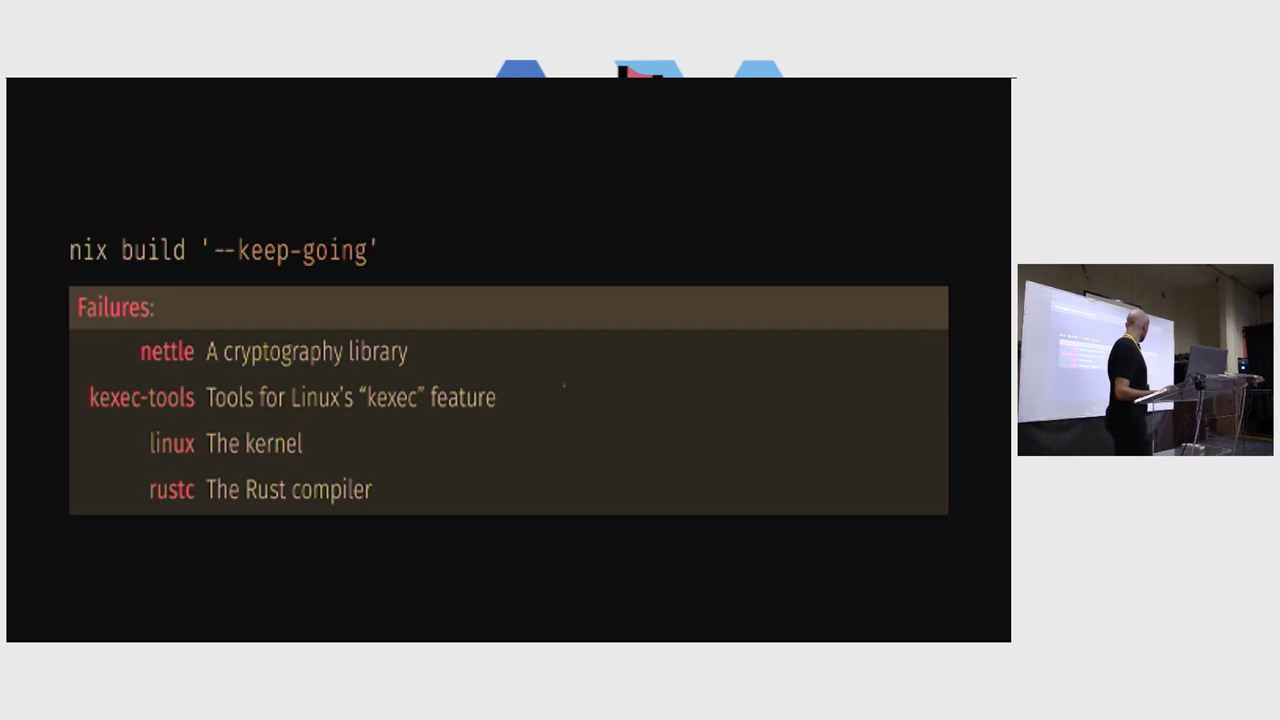 nix build '--keep-going'
Failures:
nettle A cryptography library
kexec-tools Tools for Linux's “kexec” feature
linux The kernel
rustc The Rust compiler